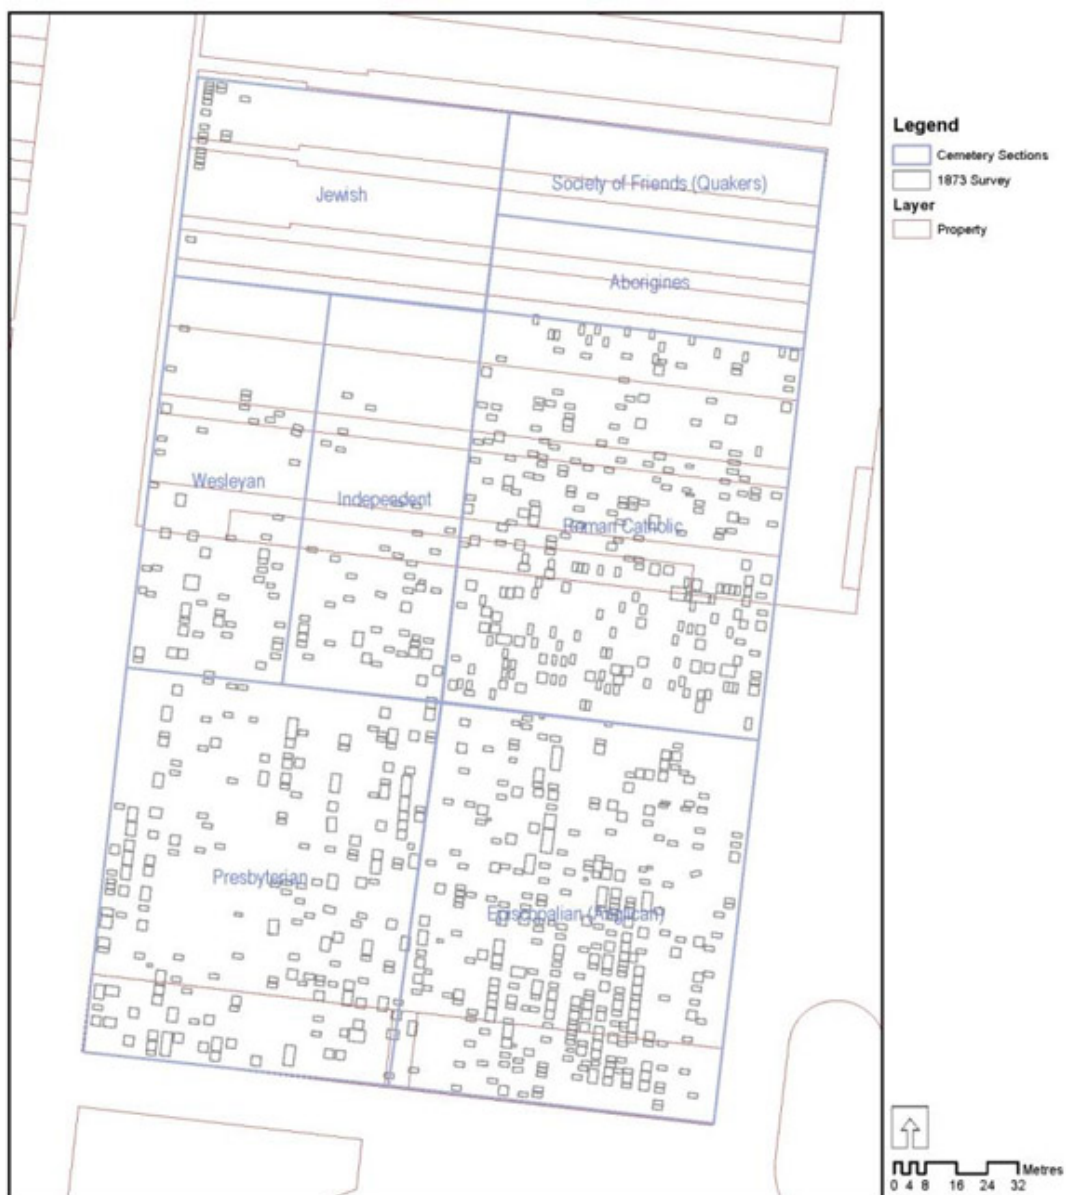 Legend
Cemetery Sections
1873 Survey
Layer
Property
Jewish
Society of Friends (Quakers)
Aborigines
Wesleyan
Independent
Roman Catholic
Presbyterian
Episcopalian (Anglican)
Metres
0 4 8 16 24 32